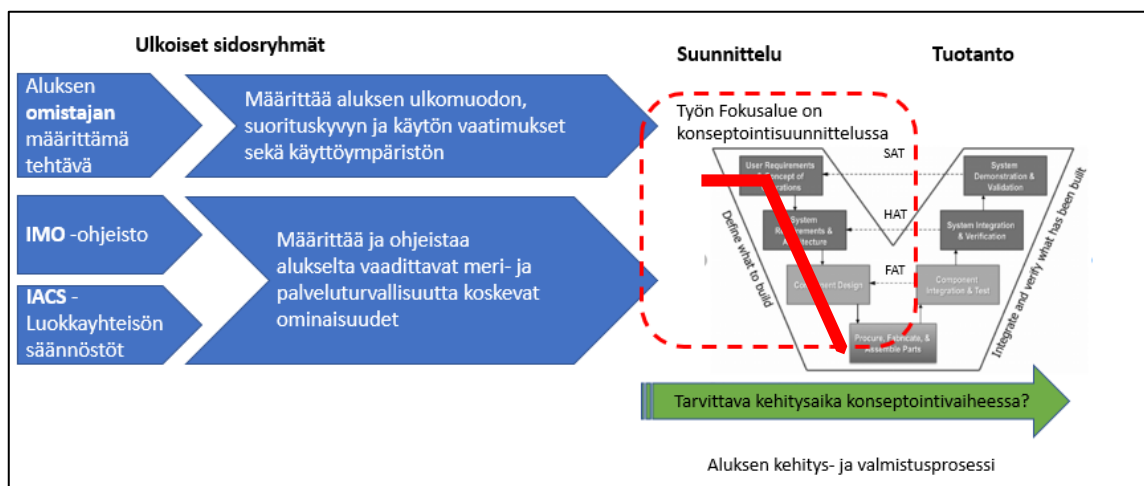 Ulkoiset sidosryhmät
Suunnittelu
Tuotanto
Aluksen
omistajan
määrittämä
tehtävä
Määrittää aluksen ulkomuodon,
suorituskyvyn ja käytön vaatimukset
sekä käyttöympäristön
IMO -ohjeisto
IACS -
Luokkayhteisön
säännöstöt
Määrittää ja ohjeistaa
alukselta vaadittavat meri- ja
palveluturvallisuutta koskevat
ominaisuudet
Työn Fokusalue on
konseptointisuunnittelussa
User Requirements
& Concept of
System
Requirements &
Design
Procure, Fabricate, &
Assemble Parts
SAT
HAT
FAT
System
Demonstration &
Validation
System Integration
& Verification
Component
Integration & Test
Define what to build
Integrate and verify what has been built
Tarvittava kehitysaika konseptointivaiheessa?
Aluksen kehitys- ja valmistusprosessi